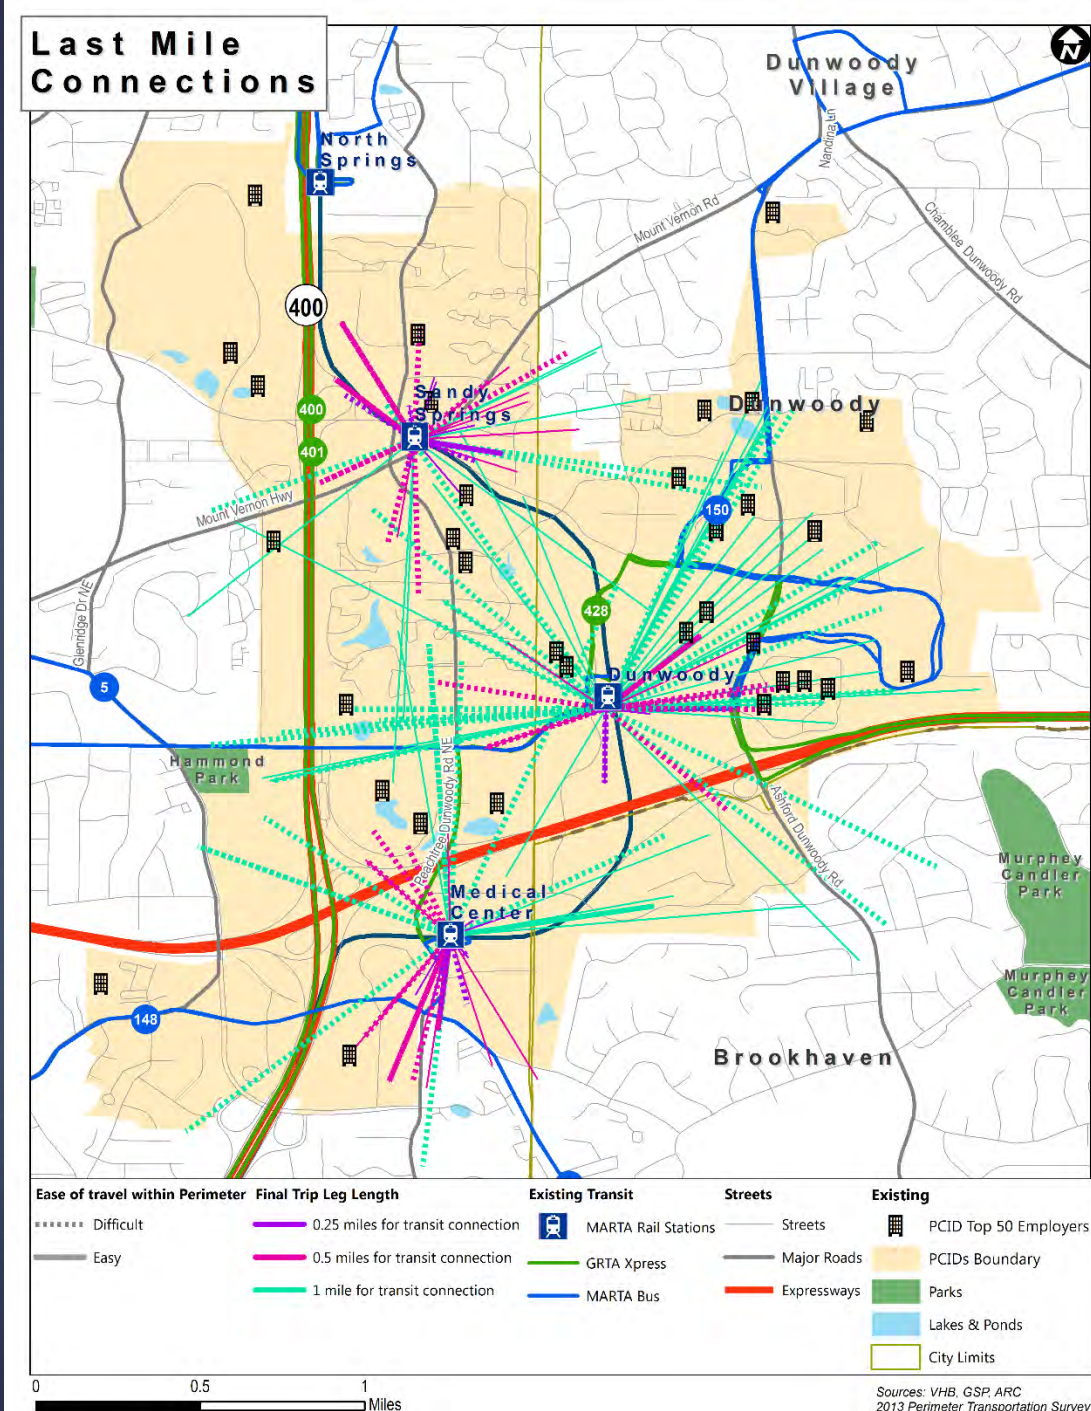 Last Mile
Connections
N
Dunwoody
Village
North
Springs
Nandina Ln
Mount Vernon Rd
Chamblee Dunwoody Rd
400
Sandy
Springs
400
Dunwoody
401
Mount Vernon Hwy
150
428
Glenridge Dr NE
Dunwoody
5
Hammond
Park
Peachtree Dunwoody Rd NE
Ashford Dunwoody Rd
Murphey
Candler
Park
Medical
Center
Murphey
Candler
Park
148
Brookhaven
Ease of travel within Perimeter
Difficult
Easy
Final Trip Leg Length
0.25 miles for transit connection
0.5 miles for transit connection
1 mile for transit connection
Existing Transit
MARTA Rail Stations
GRTA Xpress
MARTA Bus
Streets
Streets
Major Roads
Expressways
Existing
PCID Top 50 Employers
PCIDs Boundary
Parks
Lakes & Ponds
City Limits
0 0.5 1
Miles
Sources: VHB, GSP, ARC
2013 Perimeter Transportation Survey